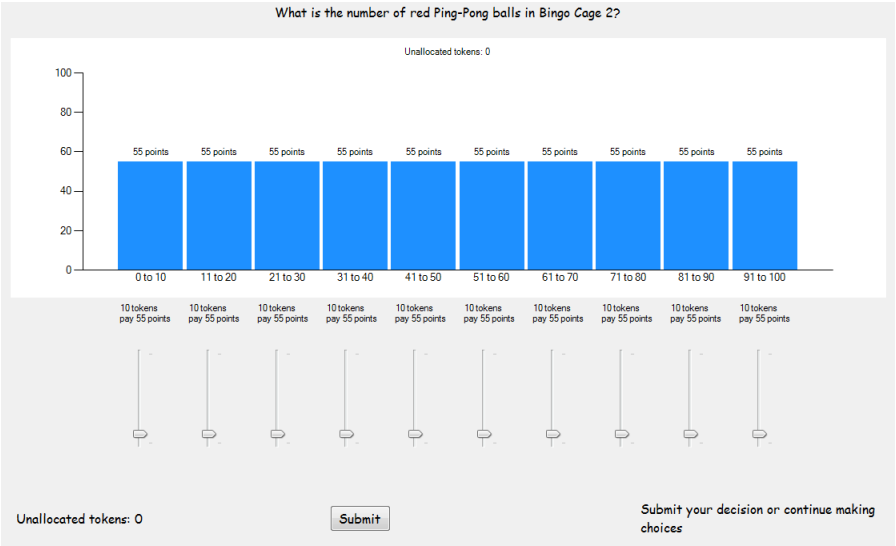 What is the number of red Ping-Pong balls in Bingo Cage 2?
Unallocated tokens: 0
100
80
60
40
20
0
55 points 55 points 55 points 55 points 55 points 55 points 55 points 55 points 55 points 55 points
0 to 10 11 to 20 21 to 30 31 to 40 41 to 50 51 to 60 61 to 70 71 to 80 81 to 90 91 to 100
10 tokens 10 tokens 10 tokens 10 tokens 10 tokens 10 tokens 10 tokens 10 tokens 10 tokens 10 tokens
pay 55 points pay 55 points pay 55 points pay 55 points pay 55 points pay 55 points pay 55 points pay 55 points pay 55 points pay 55 points
Unallocated tokens: 0
Submit
Submit your decision or continue making
choices